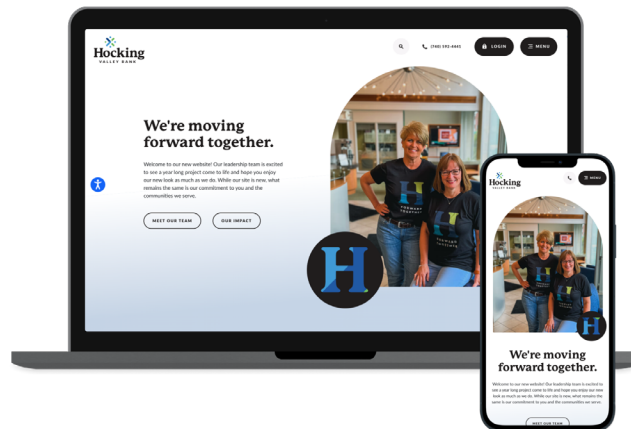 Hocking
VALLEY BANK
(740) 592-4441
LOGIN
MENU
We're moving
forward together.
Welcome to our new website! Our leadership team is excited
to see a year long project come to life and hope you enjoy
our new look as much as we do. While our site is new, what
remains the same is our commitment to you and the
communities we serve.
MEET OUR TEAM
OUR IMPACT
H
FORWARD
TOGETHER
H
FORWARD
TOGETHER
H
Hocking
VALLEY BANK
MENU
H
We're moving
forward together.
Welcome to our new website! Our leadership team is excited to
see a year long project come to life and hope you enjoy our new
look as much as we do. While our site is new, what remains the
same is our commitment to you and the communities we serve.
MEET OUR TEAM